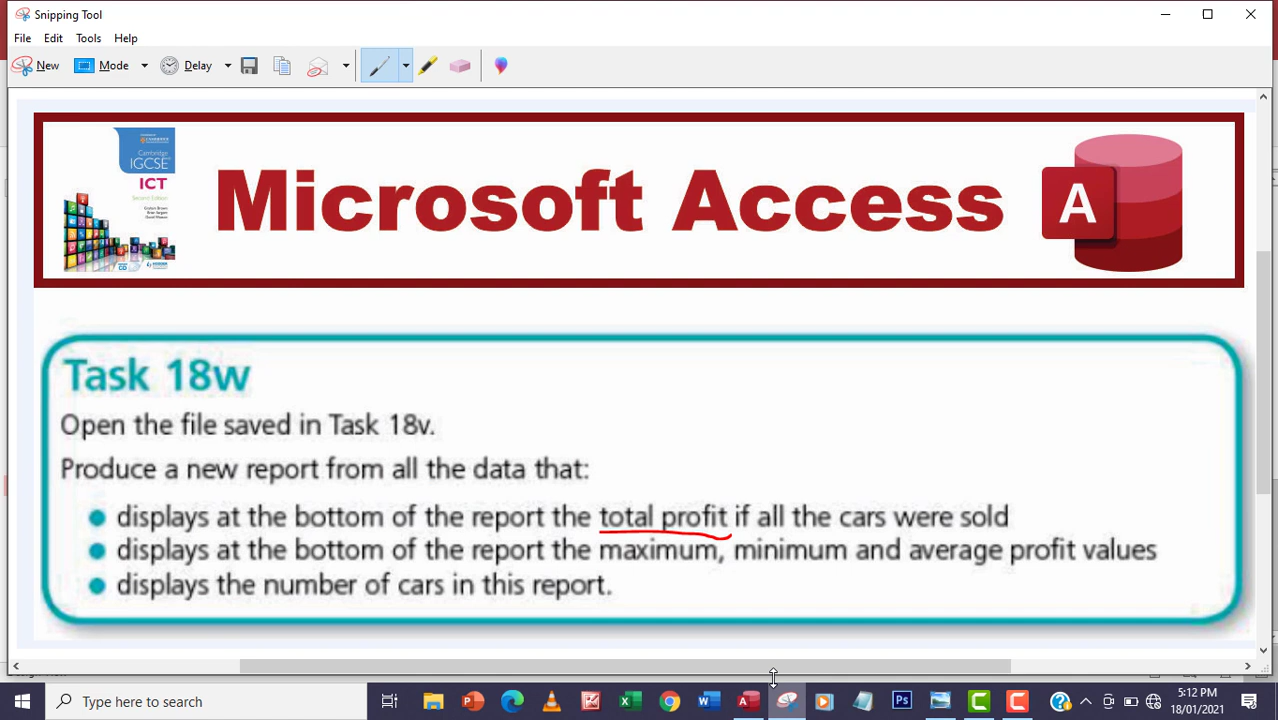 Snipping Tool
File Edit Tools Help
New Mode Delay
Cambridge
IGCSE
ICT
Microsoft Access
A
Task 18w
Open the file saved in Task 18v.
Produce a new report from all the data that:
displays at the bottom of the report the total profit if all the cars were sold
displays at the bottom of the report the maximum, minimum and average profit values
displays the number of cars in this report.
Type here to search
5:12 PM
18/01/2021